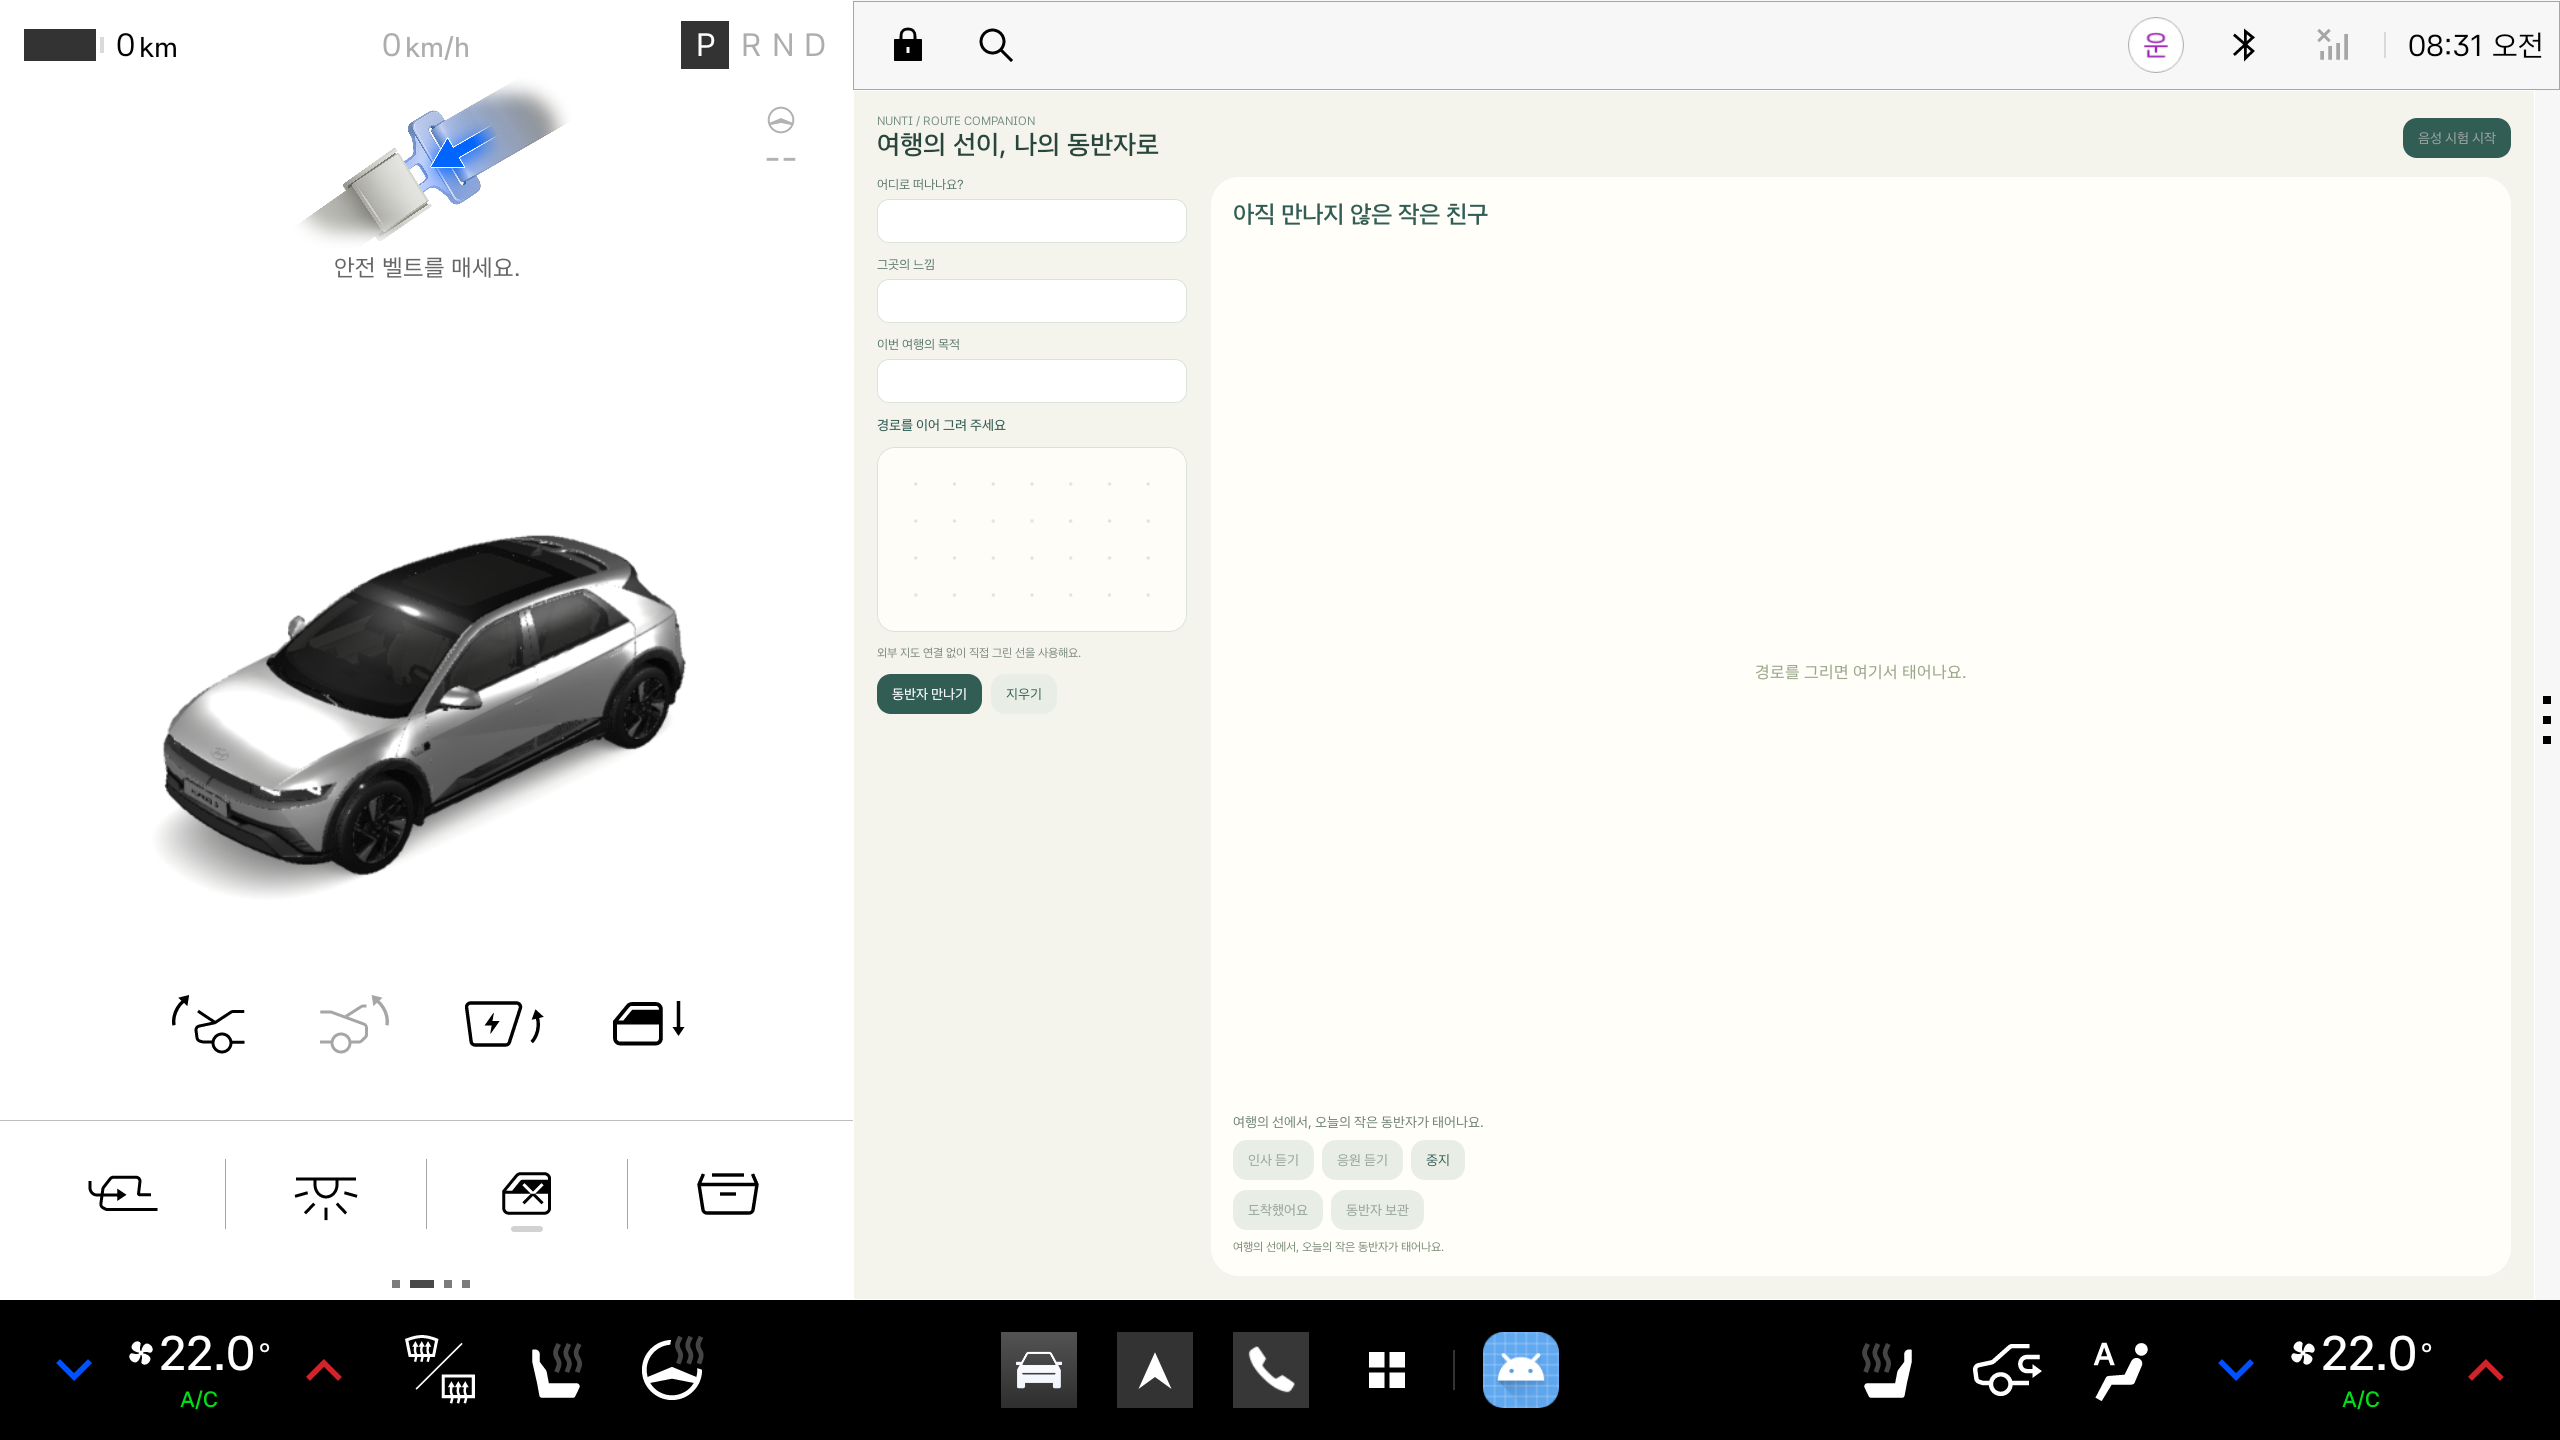 0 km
0 km/h
P R N D
08:31 오전
운
안전 벨트를 매세요.
NUNTI / ROUTE COMPANION
여행의 선이, 나의 동반자로
음성 시험 시작
어디로 떠나나요?
그곳의 느낌
이번 여행의 목적
경로를 이어 그려 주세요
외부 지도 연결 없이 직접 그린 선을 사용해요.
동반자 만나기
지우기
아직 만나지 않은 작은 친구
경로를 그리면 여기서 태어나요.
여행의 선에서, 오늘의 작은 동반자가 태어나요.
인사 듣기
응원 듣기
중지
도착했어요
동반자 보관
여행의 선에서, 오늘의 작은 동반자가 태어나요.
22.0°
A/C
A
22.0°
A/C